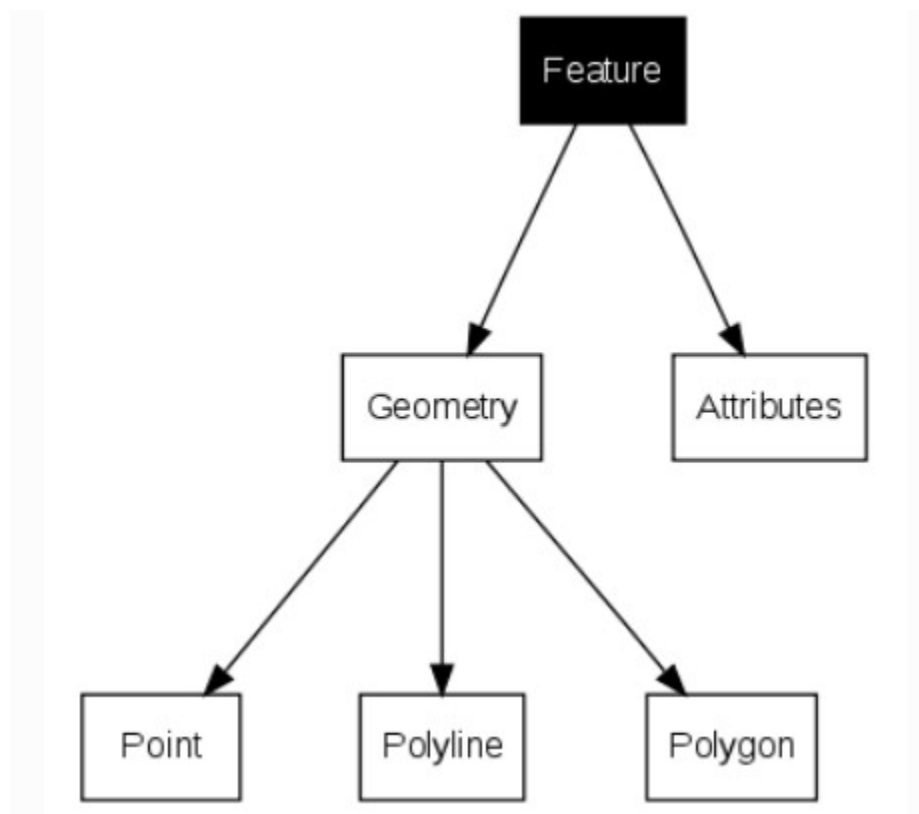 Feature
Geometry
Attributes
Point
Polyline
Polygon